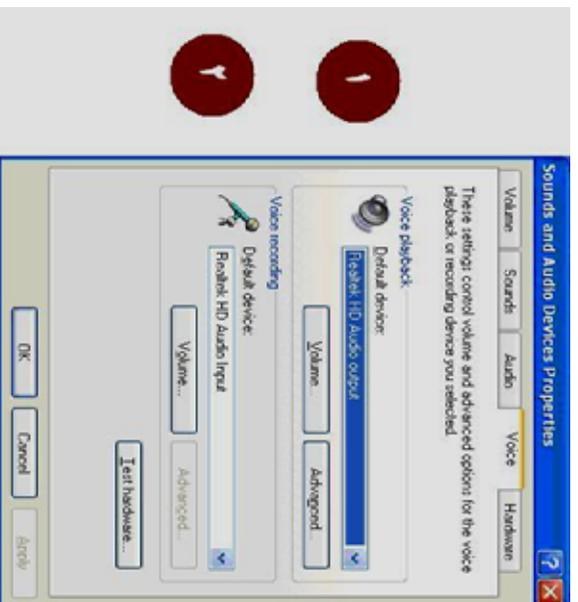 Sounds and Audio Devices Properties
Volume Sounds Audio Voice Hardware
These settings control volume and advanced options for the voice
playback or recording device you selected.
١
Voice playback
Default device:
Realtek HD Audio output
Volume... Advanced...
٢
Voice recording
Default device:
Realtek HD Audio Input
Volume... Advanced...
Test hardware...
OK Cancel Apply